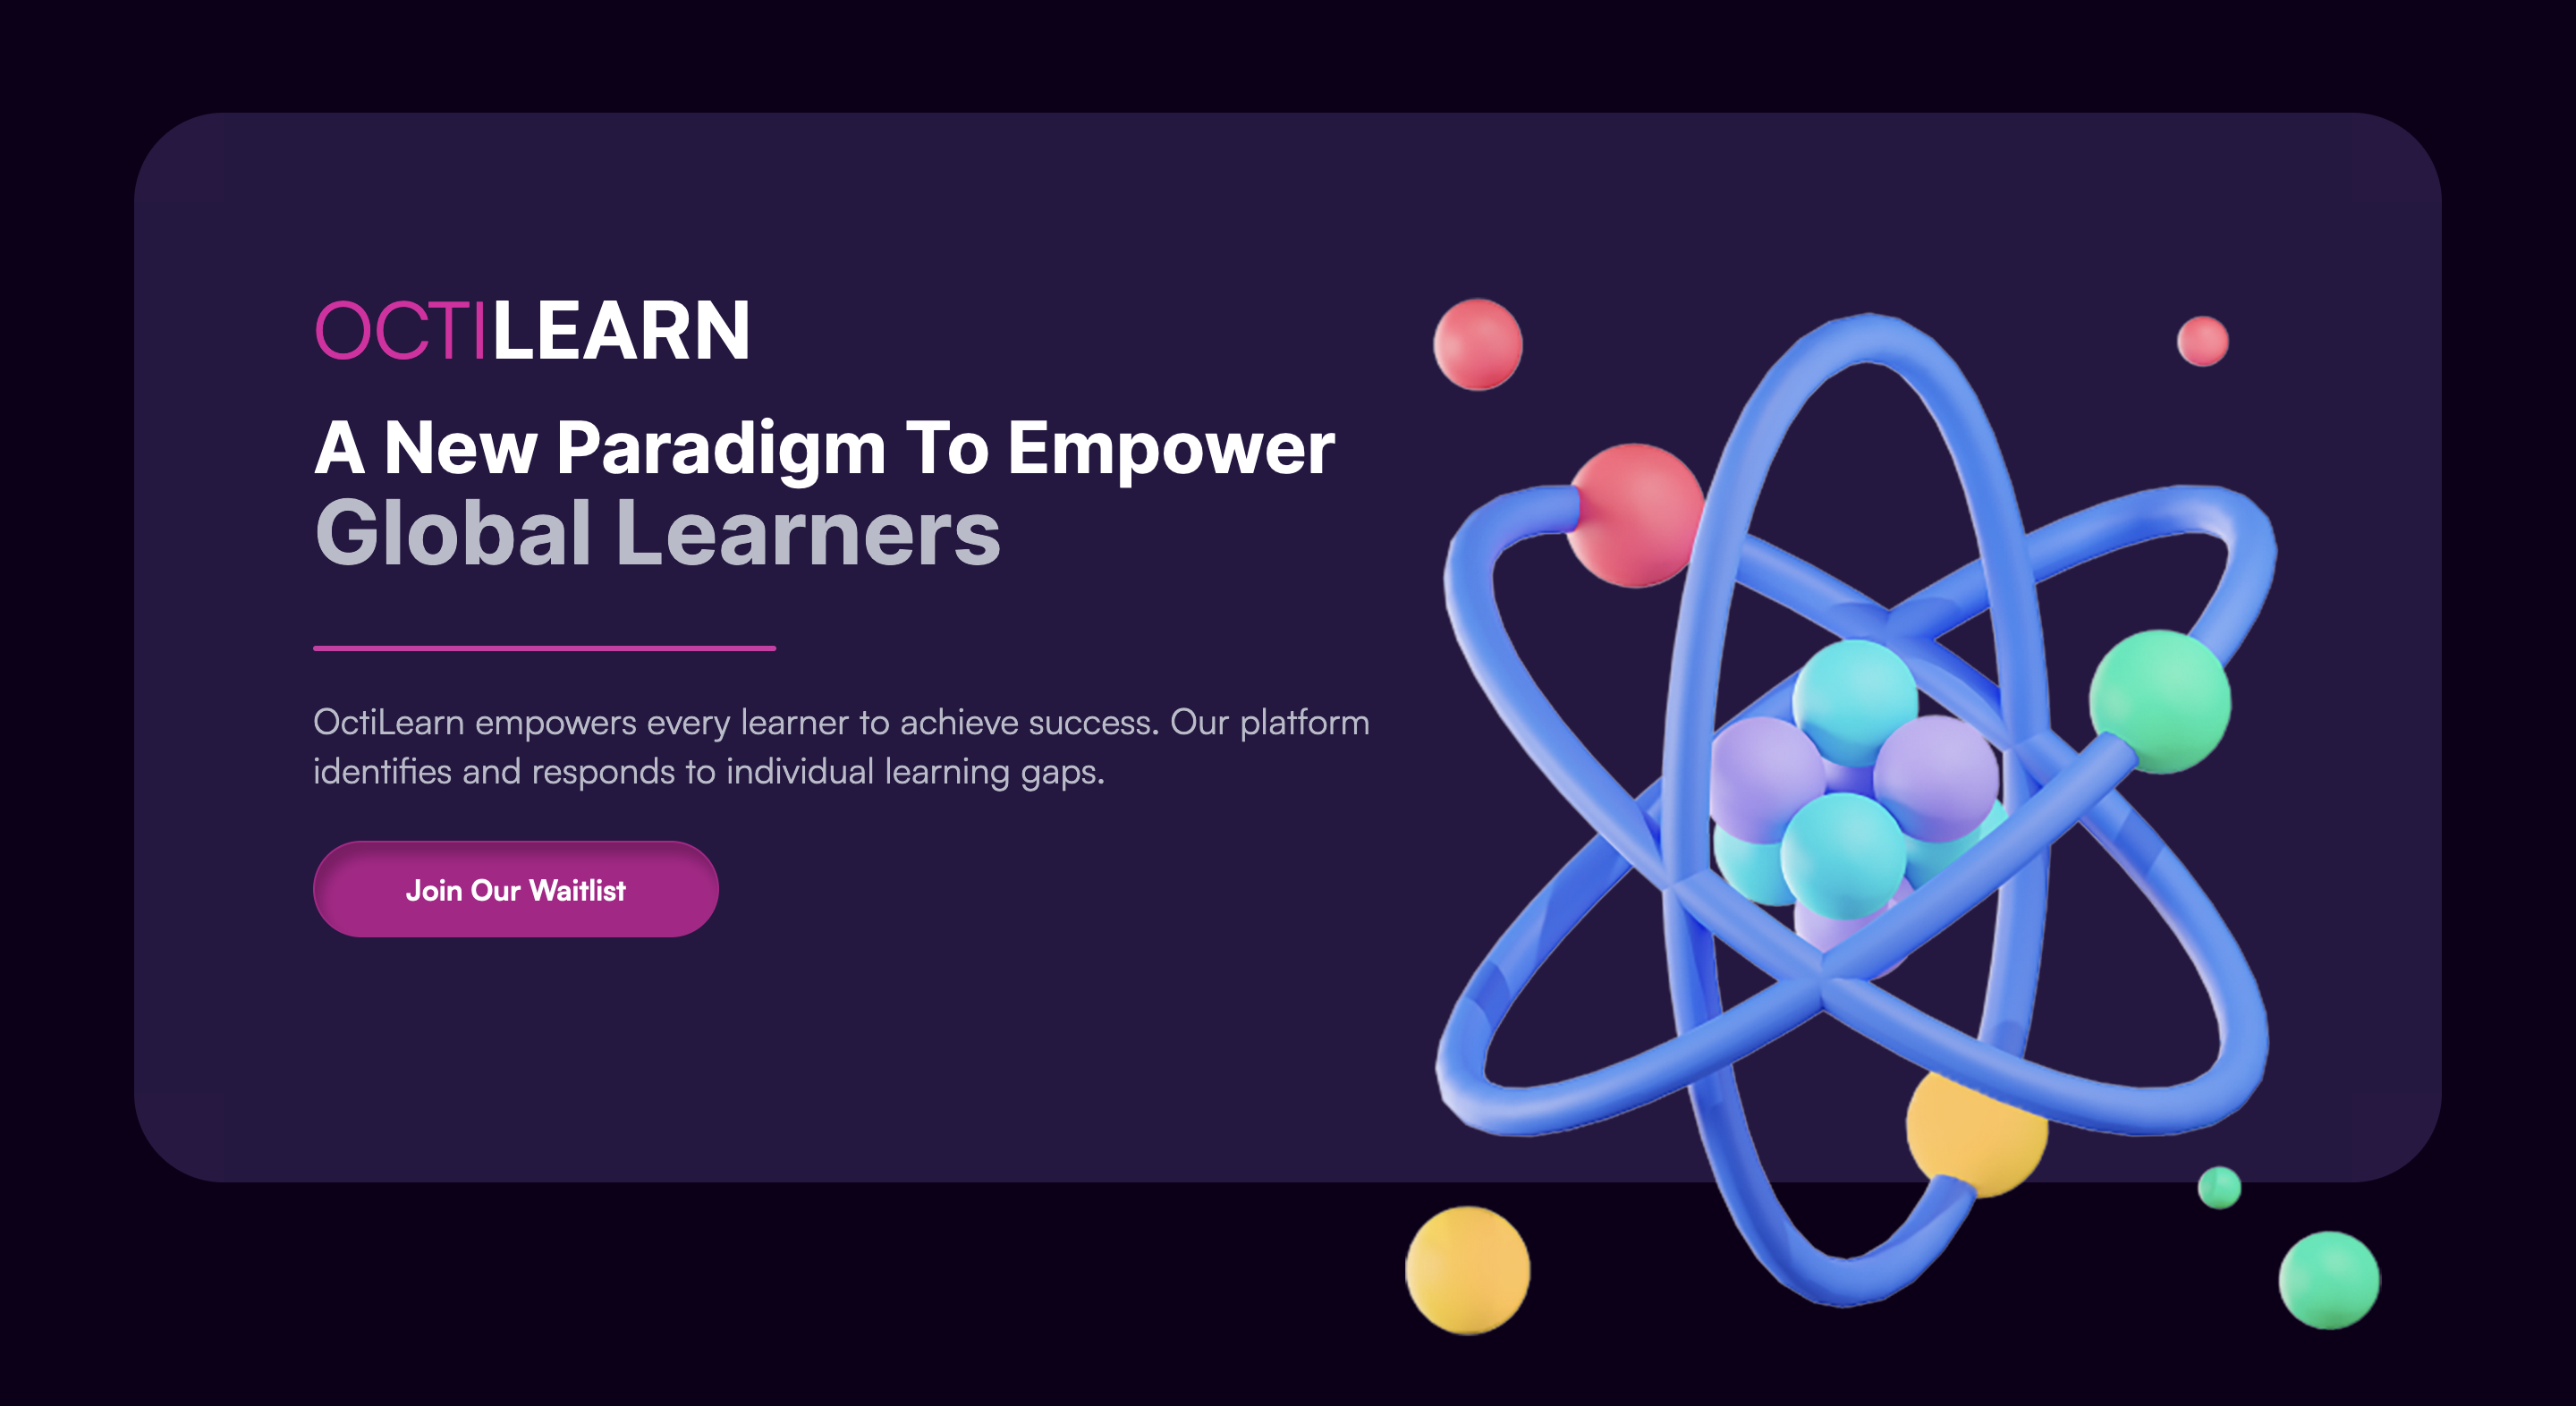 OCTILEARN
A New Paradigm To Empower
Global Learners
OctiLearn empowers every learner to achieve success. Our platform
identifies and responds to individual learning gaps.
Join Our Waitlist